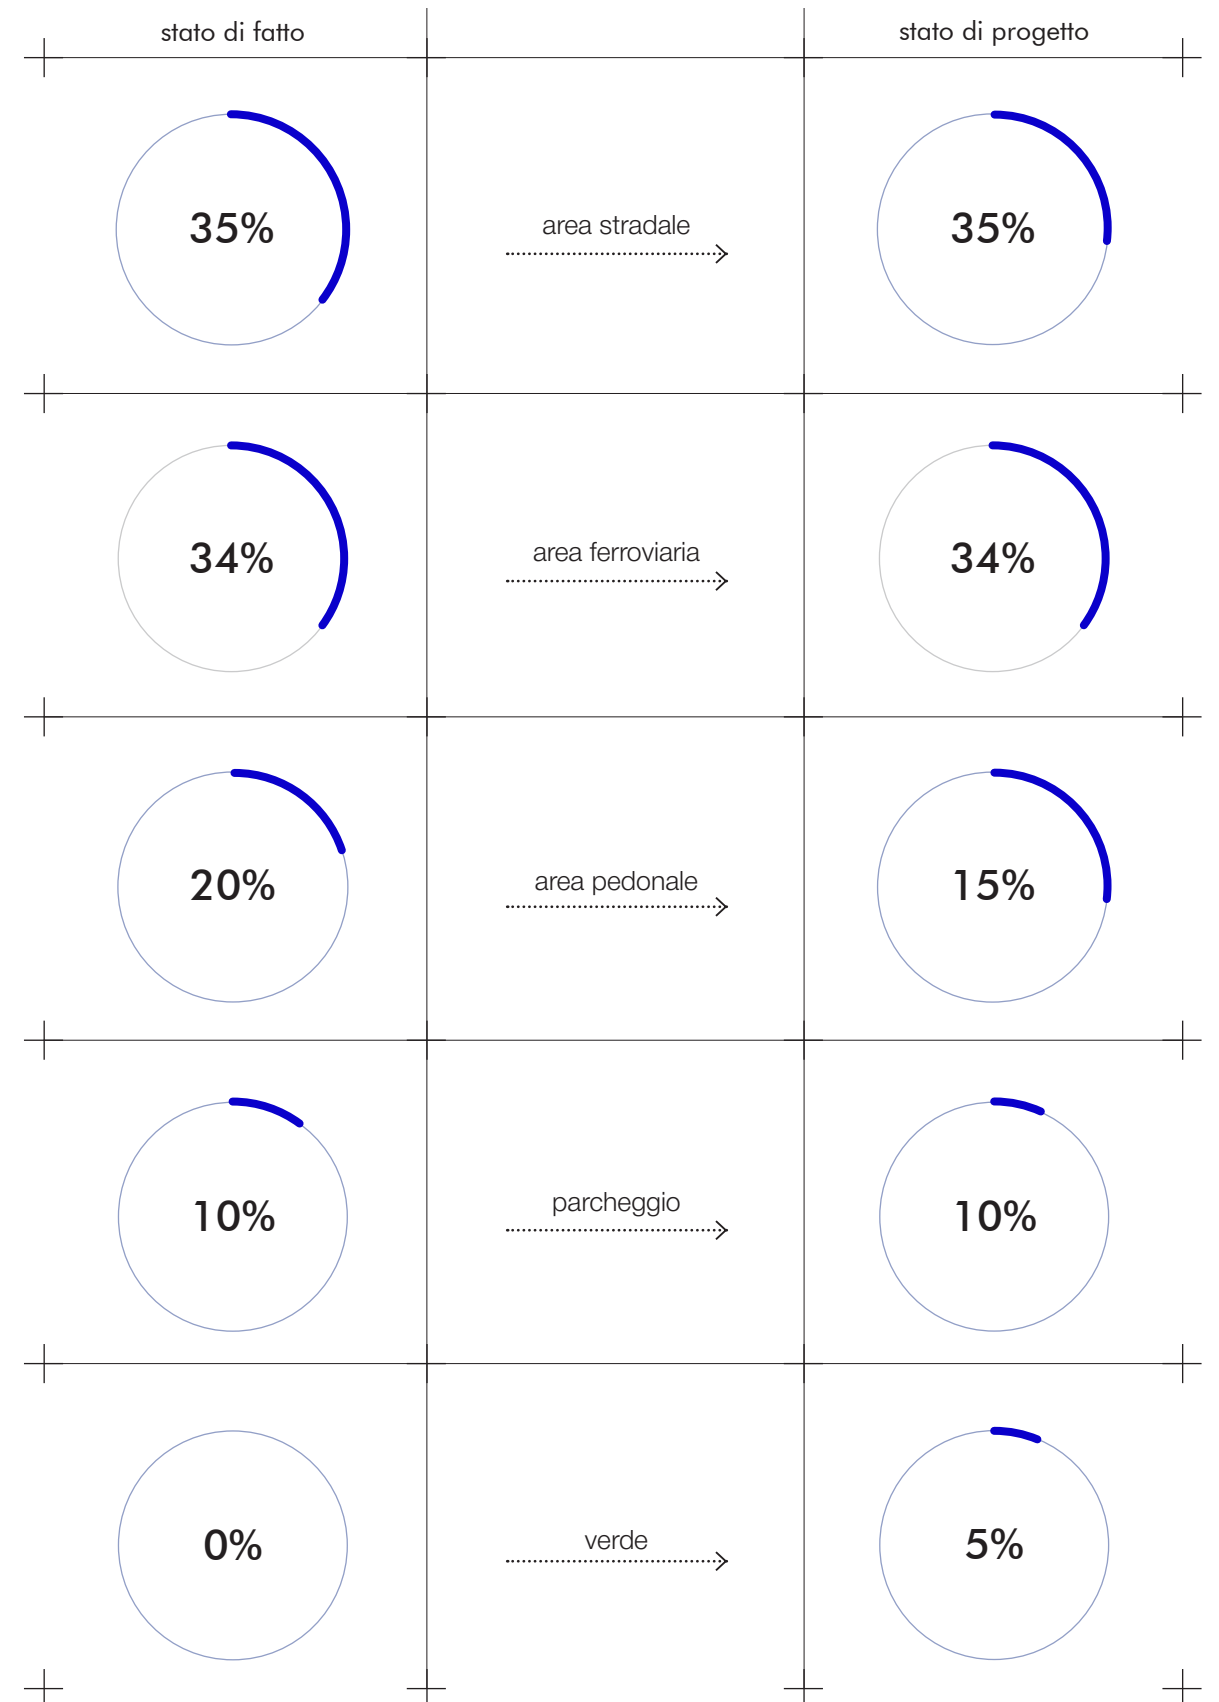 stato di fatto
stato di progetto
35%
area stradale
35%
34%
area ferroviaria
34%
20%
area pedonale
15%
10%
parcheggio
10%
0%
verde
5%